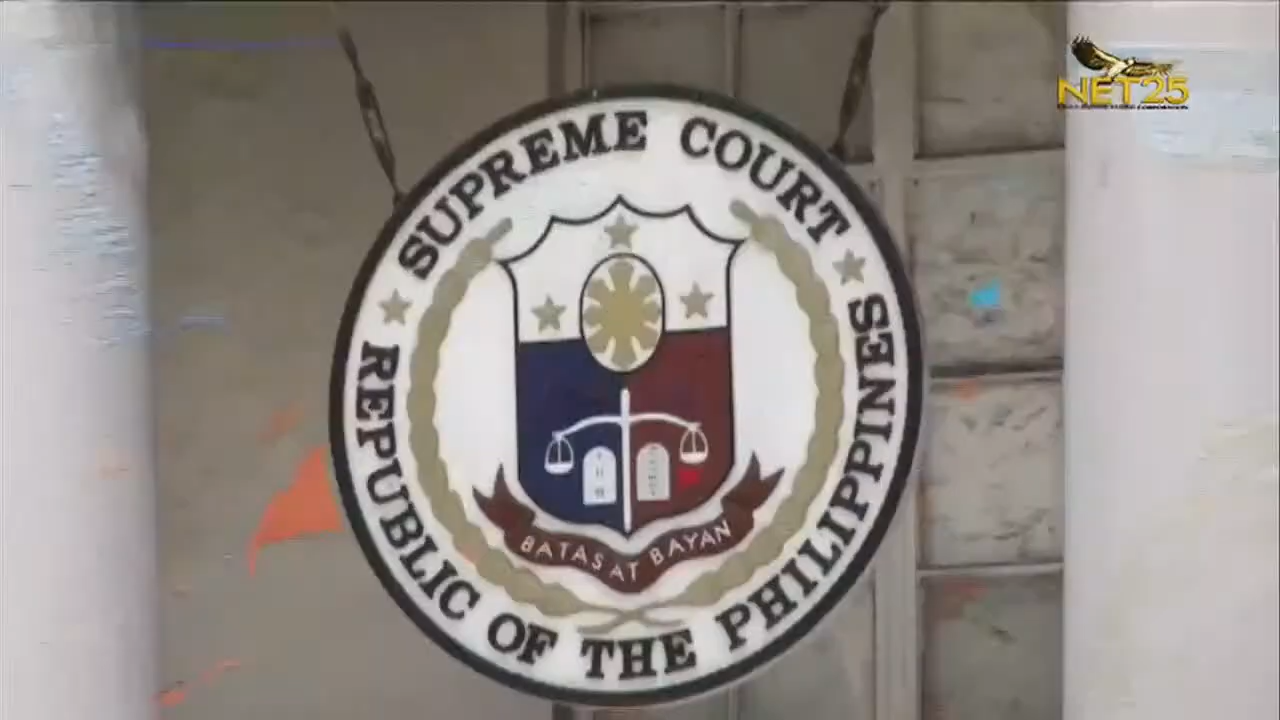 NET25
SUPREME COURT
REPUBLIC OF THE PHILIPPINES
BATAS AT BAYAN